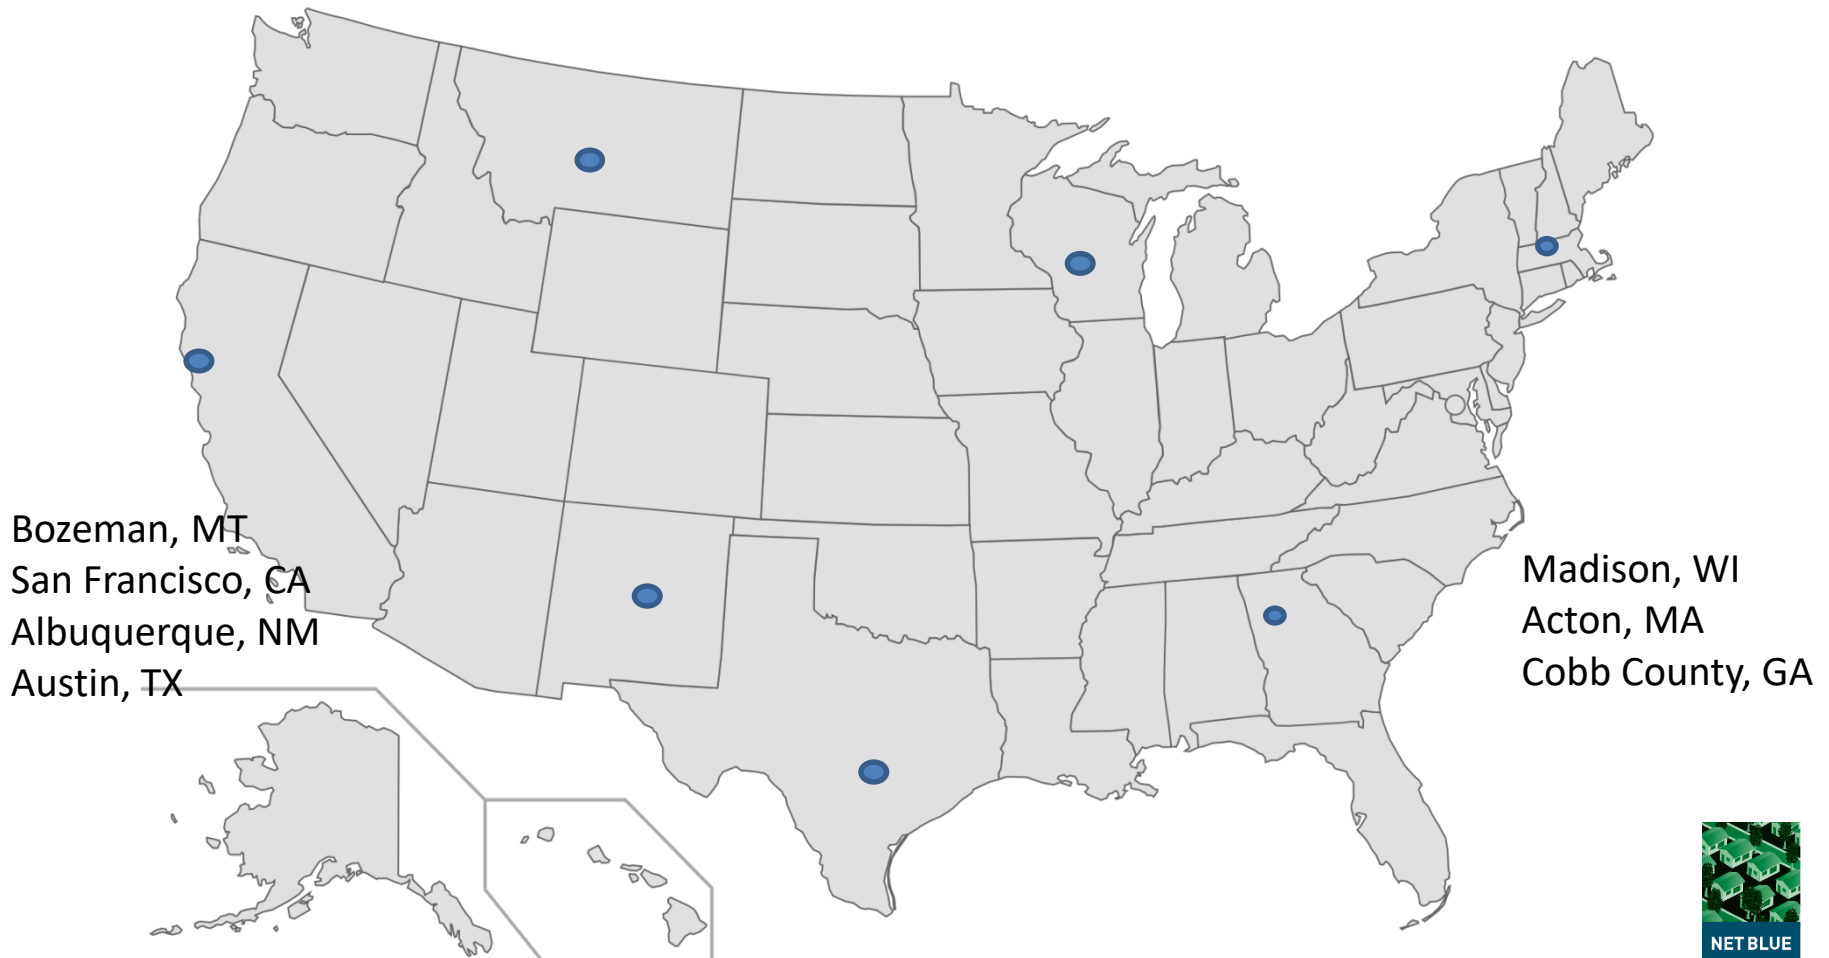 Bozeman, MT
San Francisco, CA
Albuquerque, NM
Austin, TX
Madison, WI
Acton, MA
Cobb County, GA
NET BLUE